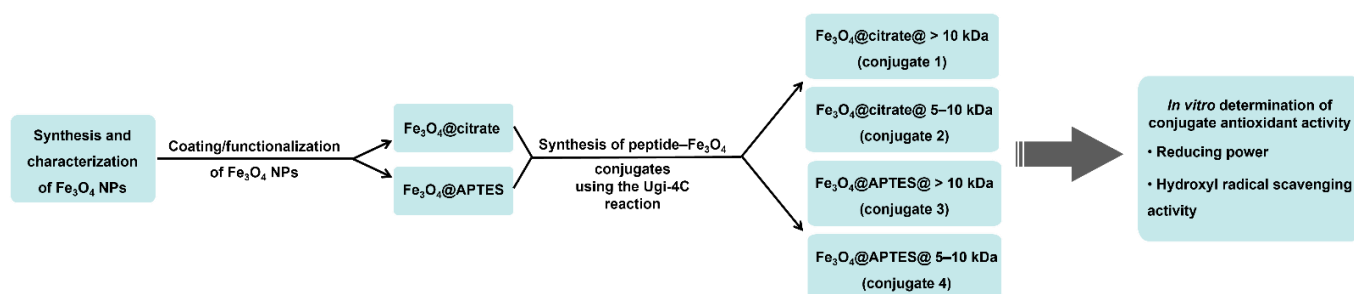 Synthesis and
characterization
of Fe₃O₄ NPs
Coating/functionalization
of Fe₃O₄ NPs
Fe₃O₄@citrate
Fe₃O₄@APTES
Synthesis of peptide–Fe₃O₄
conjugates
using the Ugi-4C
reaction
Fe₃O₄@citrate@ > 10 kDa
(conjugate 1)
Fe₃O₄@citrate@ 5–10 kDa
(conjugate 2)
Fe₃O₄@APTES@ > 10 kDa
(conjugate 3)
Fe₃O₄@APTES@ 5–10 kDa
(conjugate 4)
In vitro determination of
conjugate antioxidant activity
• Reducing power
• Hydroxyl radical scavenging
activity